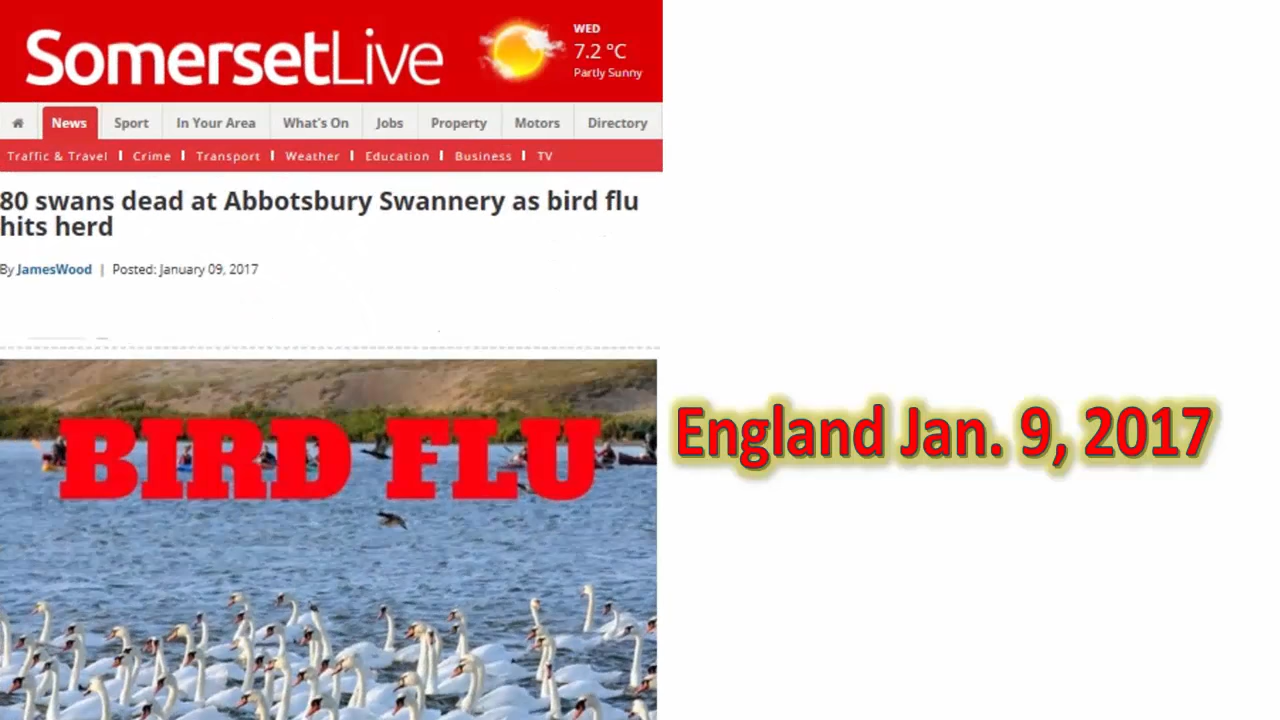 SomersetLive
WED
7.2 °C
Partly Sunny
News Sport In Your Area What's On Jobs Property Motors Directory
Traffic & Travel Crime Transport Weather Education Business TV
80 swans dead at Abbotsbury Swannery as bird flu
hits herd
By JamesWood | Posted: January 09, 2017
BIRD FLU
England Jan. 9, 2017